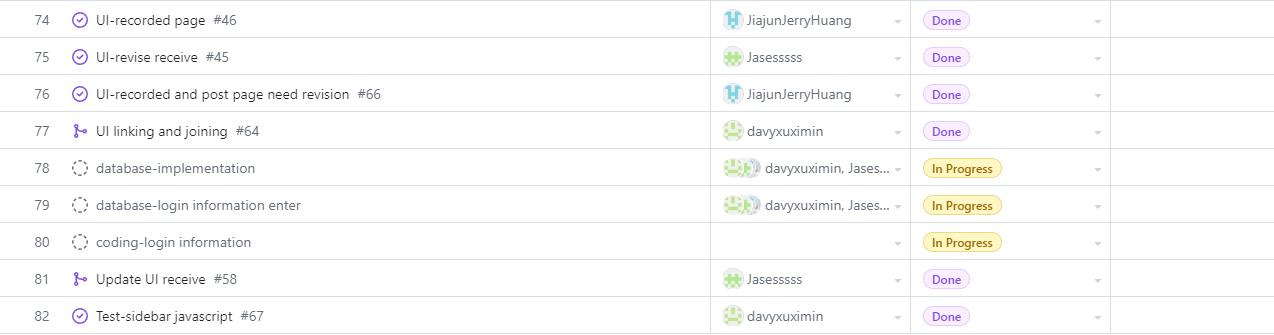 74 UI-recorded page #46 JiajunJerryHuang Done
75 UI-revise receive #45 Jasesssss Done
76 UI-recorded and post page need revision #66 JiajunJerryHuang Done
77 UI linking and joining #64 davyxuximin Done
78 database-implementation davyxuximin, Jases... In Progress
79 database-login information enter davyxuximin, Jases... In Progress
80 coding-login information In Progress
81 Update UI receive #58 Jasesssss Done
82 Test-sidebar javascript #67 davyxuximin Done